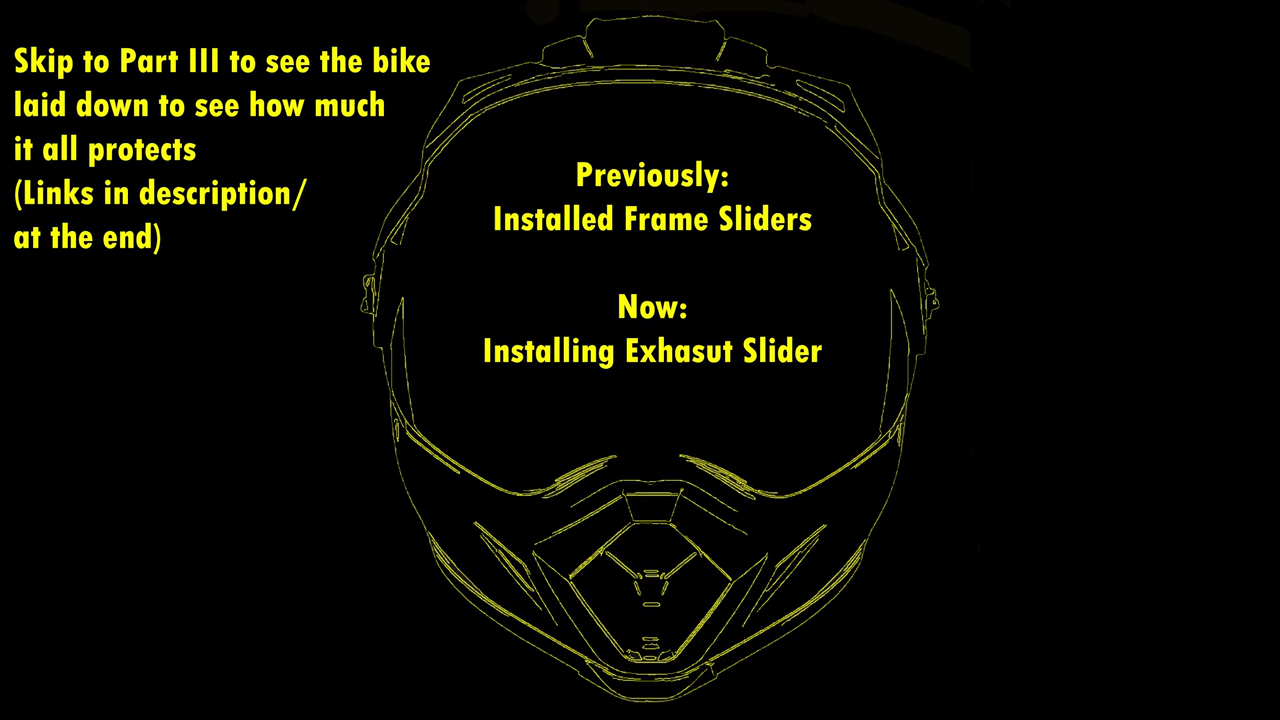 Skip to Part III to see the bike
laid down to see how much
it all protects
(Links in description/
at the end)
Previously:
Installed Frame Sliders
Now:
Installing Exhasut Slider